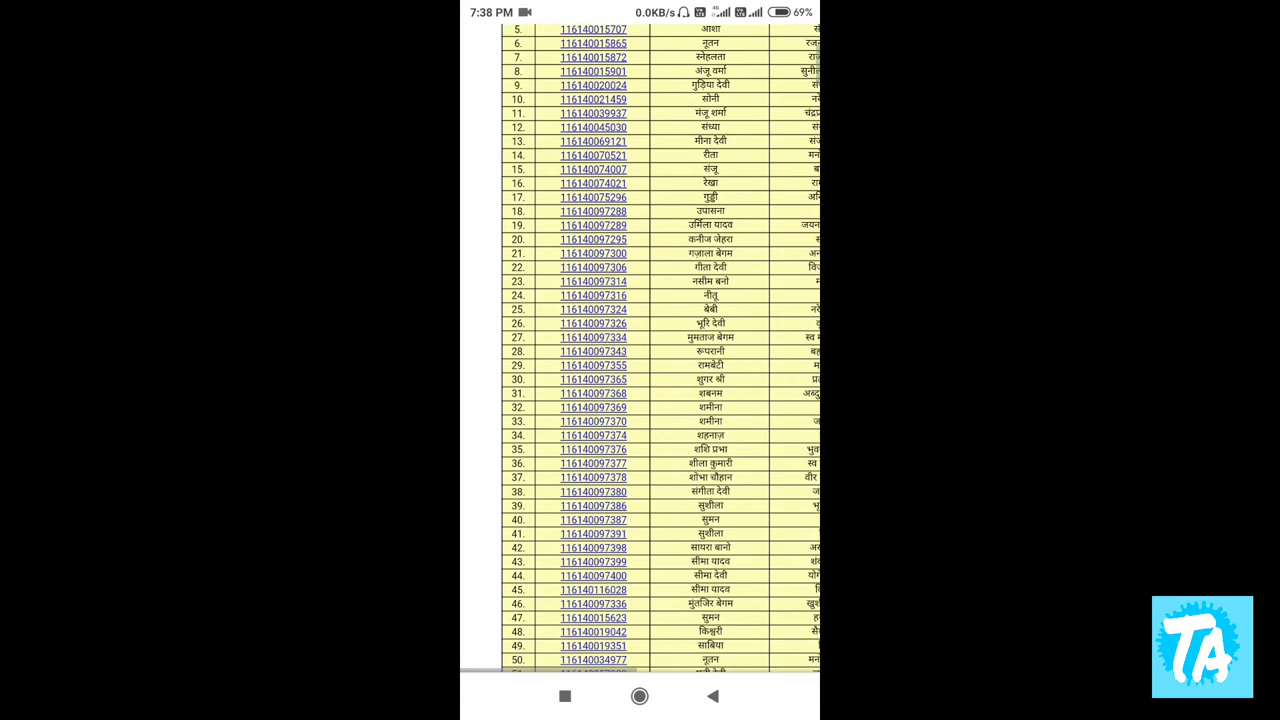 7:38 PM 0.0KB/s 4G 69%
5. 116140015707 आशा
6. 116140015865 नूतन
7. 116140015872 स्नेहलता
8. 116140015901 अंजू वर्मा
9. 116140020024 गुड़िया देवी
10. 116140021459 सोनी
11. 116140039937 मंजू शर्मा
12. 116140045030 संध्या
13. 116140069121 मीना देवी
14. 116140070521 रीता
15. 116140074007 संजू
16. 116140074021 रेखा
17. 116140075296 गुड्डी
18. 116140097288 उपासना
19. 116140097289 उर्मिला यादव
20. 116140097295 कनीज जेहरा
21. 116140097300 गज़ाला बेगम
22. 116140097306 गीता देवी
23. 116140097314 नसीम बनो
24. 116140097316 नीतू
25. 116140097324 बेबी
26. 116140097326 भूरि देवी
27. 116140097334 मुमताज बेगम स्व
28. 116140097343 रूपरानी
29. 116140097355 रामबेटी
30. 116140097365 शुगर श्री
31. 116140097368 शबनम
32. 116140097369 शमीना
33. 116140097370 शमीना
34. 116140097374 शहनाज़
35. 116140097376 शशि प्रभा
36. 116140097377 शीला कुमारी स्व
37. 116140097378 शोभा चौहान वीर
38. 116140097380 संगीता देवी
39. 116140097386 सुशीला
40. 116140097387 सुमन
41. 116140097391 सुशीला
42. 116140097398 सायरा बानो
43. 116140097399 सीमा यादव
44. 116140097400 सीमा देवी
45. 116140116028 सीमा यादव
46. 116140097336 मुंतजिर बेगम
47. 116140015623 सुमन
48. 116140019042 किश्वरी
49. 116140019351 साबिया
50. 116140034977 नूतन
TA